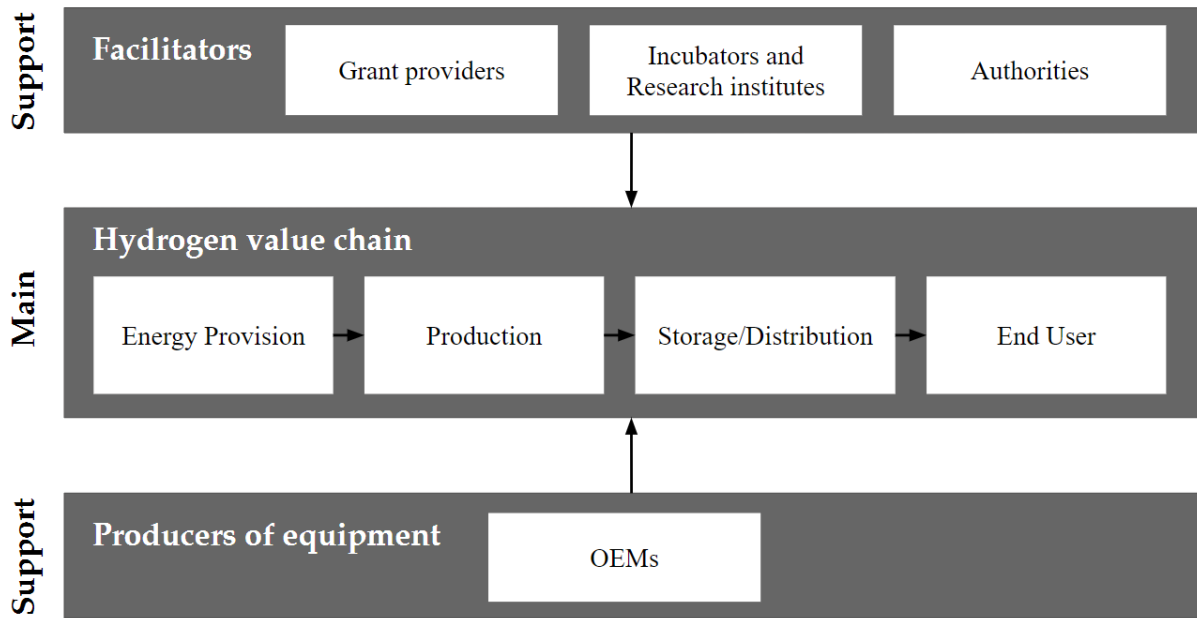 Support
Facilitators
Grant providers
Incubators and
Research institutes
Authorities
Main
Hydrogen value chain
Energy Provision
Production
Storage/Distribution
End User
Support
Producers of equipment
OEMs